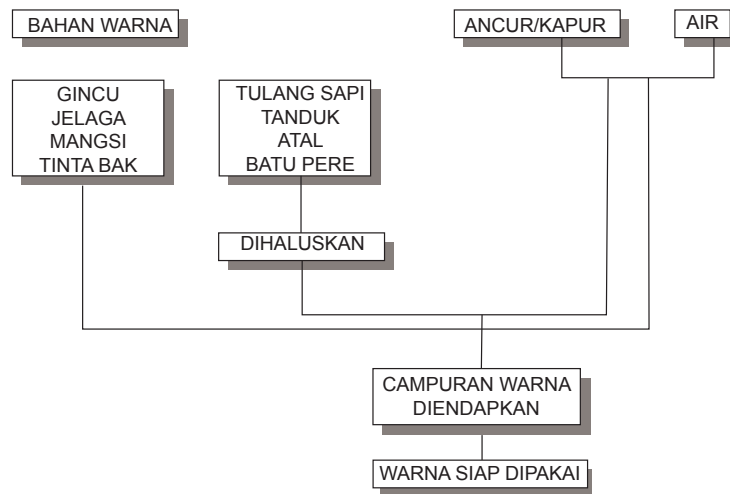 BAHAN WARNA
ANCUR/KAPUR
AIR
GINCU
JELAGA
MANGSI
TINTA BAK
TULANG SAPI
TANDUK
ATAL
BATU PERE
DIHALUSKAN
CAMPURAN WARNA
DIENDAPKAN
WARNA SIAP DIPAKAI